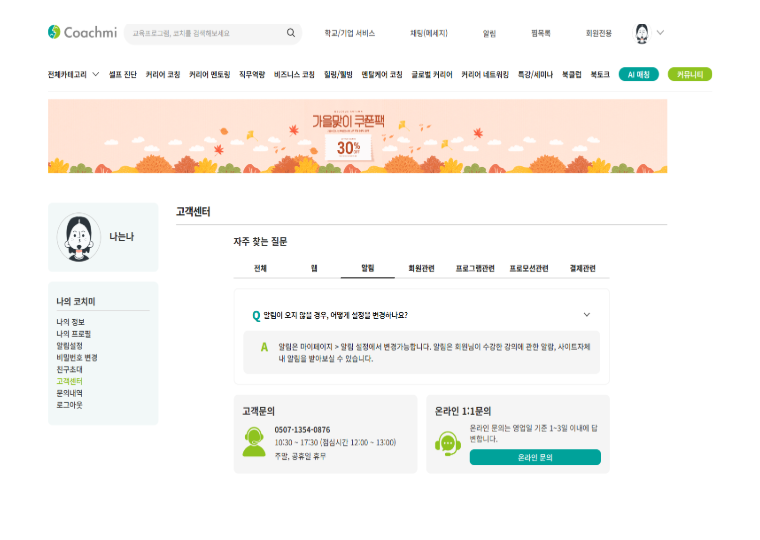 Coachmi
교육프로그램, 코치를 검색해보세요
학교/기업 서비스
채팅(메세지)
알림
찜목록
회원전용
전체카테고리
셀프 진단
커리어 코칭
커리어 멘토링
직무역량
비즈니스 코칭
힐링/웰빙
멘탈케어 코칭
글로벌 커리어
커리어 네트워킹
특강/세미나
북클럽
북토크
AI 매칭
커뮤니티
가을맞이 쿠폰팩
30%
고객센터
나는나
나의 코치미
나의 정보
나의 프로필
알림설정
비밀번호 변경
친구초대
고객센터
문의내역
로그아웃
자주 찾는 질문
전체
앱
알림
회원관련
프로그램관련
프로모션관련
결제관련
Q 알림이 오지 않을 경우, 어떻게 설정을 변경하나요?
A 알림은 마이페이지 > 알림 설정에서 변경가능합니다. 알림은 회원님이 수강한 강의에 관한 알람, 사이트자체
내 알림을 받아보실 수 있습니다.
고객문의
0507-1354-0876
10:30 ~ 17:30 (점심시간 12:00 ~ 13:00)
주말, 공휴일 휴무
온라인 1:1문의
온라인 문의는 영업일 기준 1~3일 이내에 답
변합니다.
온라인 문의